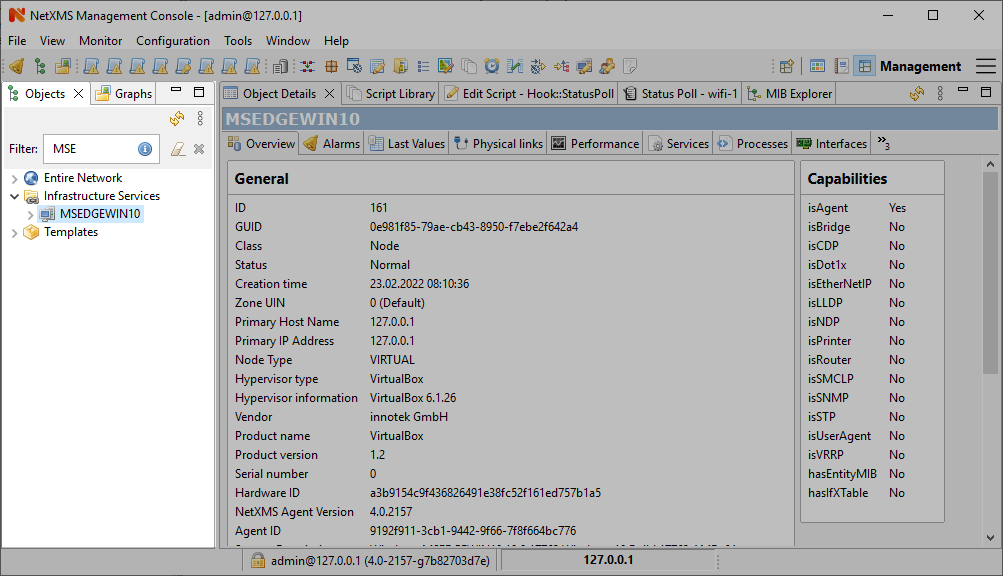 NetXMS Management Console - [admin@127.0.0.1]
File View Monitor Configuration Tools Window Help
Management
Objects Graphs
Filter: MSE
Entire Network
Infrastructure Services
MSEDGEWIN10
Templates
Object Details Script Library Edit Script - Hook::StatusPoll Status Poll - wifi-1 MIB Explorer
MSEDGEWIN10
Overview Alarms Last Values Physical links Performance Services Processes Interfaces »3
General
ID 161
GUID 0e981f85-79ae-cb43-8950-f7ebe2f642a4
Class Node
Status Normal
Creation time 23.02.2022 08:10:36
Zone UIN 0 (Default)
Primary Host Name 127.0.0.1
Primary IP Address 127.0.0.1
Node Type VIRTUAL
Hypervisor type VirtualBox
Hypervisor information VirtualBox 6.1.26
Vendor innotek GmbH
Product name VirtualBox
Product version 1.2
Serial number 0
Hardware ID a3b9154c9f436826491e38fc52f161ed757b1a5
NetXMS Agent Version 4.0.2157
Agent ID 9192f911-3cb1-9442-9f66-7f8f664bc776
Capabilities
isAgent Yes
isBridge No
isCDP No
isDot1x No
isEtherNetIP No
isLLDP No
isNDP No
isPrinter No
isRouter No
isSMCLP No
isSNMP No
isSTP No
isUserAgent No
isVRRP No
hasEntityMIB No
hasIfXTable No
admin@127.0.0.1 (4.0-2157-g7b82703d7e) 127.0.0.1